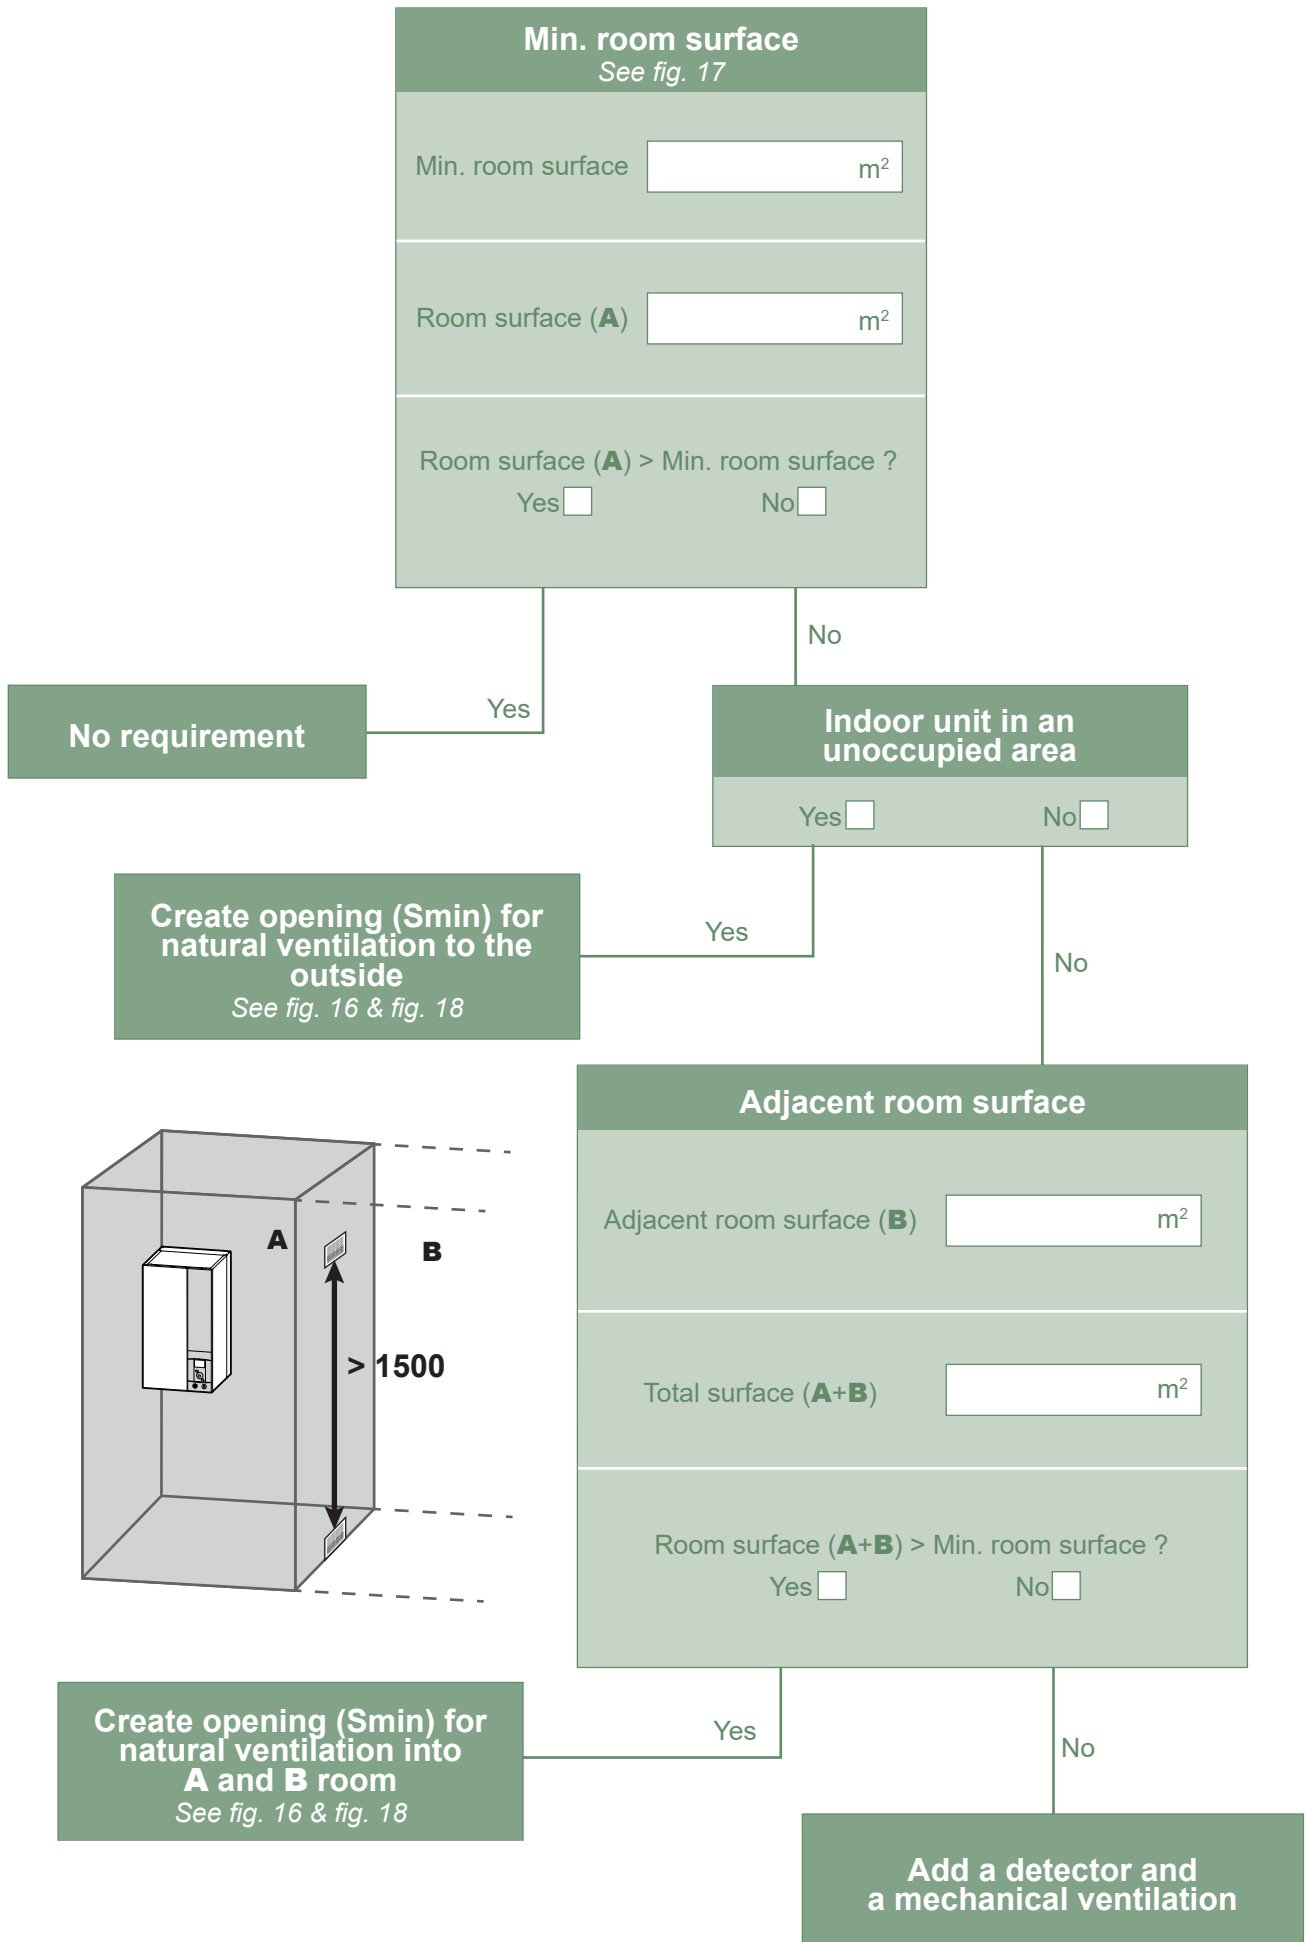 Min. room surface
See fig. 17
Min. room surface
m²
Room surface (A)
m²
Room surface (A) > Min. room surface ?
Yes
No
No
Yes
No requirement
Indoor unit in an
unoccupied area
Yes
No
Create opening (Smin) for
natural ventilation to the
outside
See fig. 16 & fig. 18
Yes
No
Adjacent room surface
Adjacent room surface (B)
m²
A
B
> 1500
Total surface (A+B)
m²
Room surface (A+B) > Min. room surface ?
Yes
No
Create opening (Smin) for
natural ventilation into
A and B room
See fig. 16 & fig. 18
Yes
No
Add a detector and
a mechanical ventilation